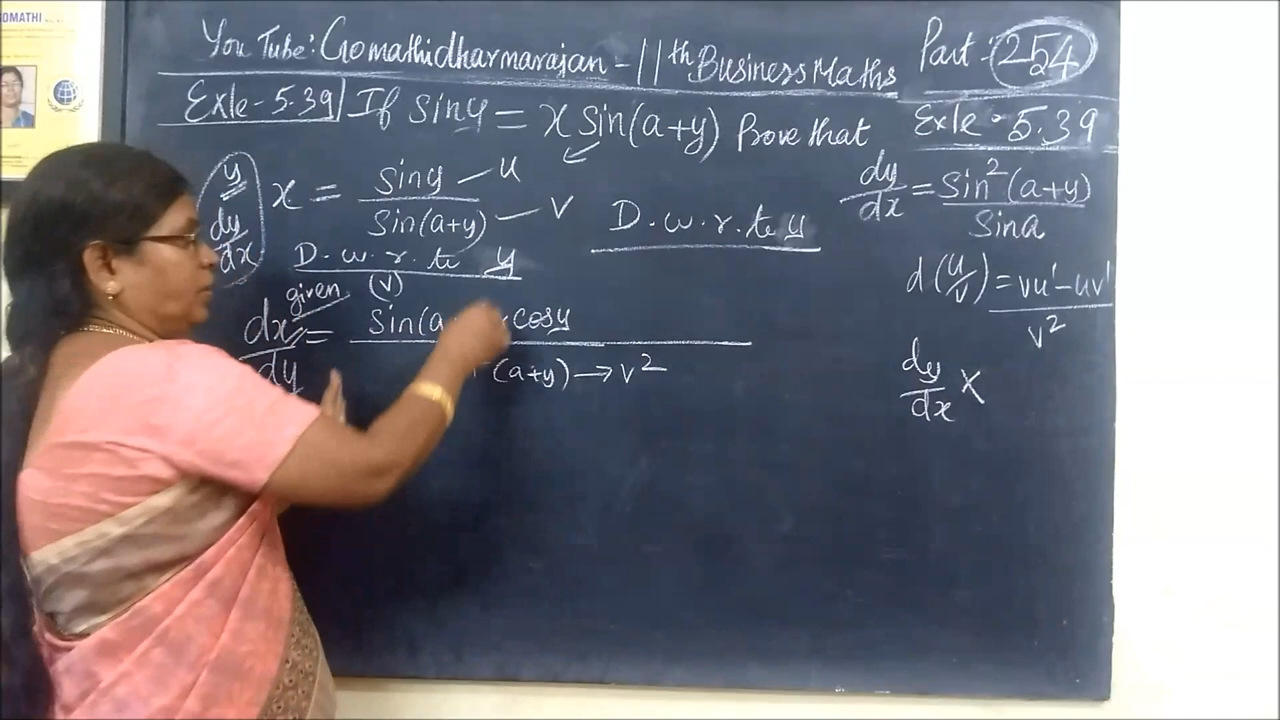 OMATHI
You Tube: Gomathidharmarajan - 11th Business Maths
Part: 254
Exle - 5.39 If Sin y = x Sin(a+y) Prove that
Exle - 5.39
dy/dx = Sin²(a+y)/Sin a
y
dy/dx
x = Sin y - u / Sin(a+y) - v
D.w.r.to y
D.w.r.to y
given
(v)
dx/dy = Sin(a cos y
(a+y) → v²
d(u/v) = vu' - uv' / v²
dy/dx x